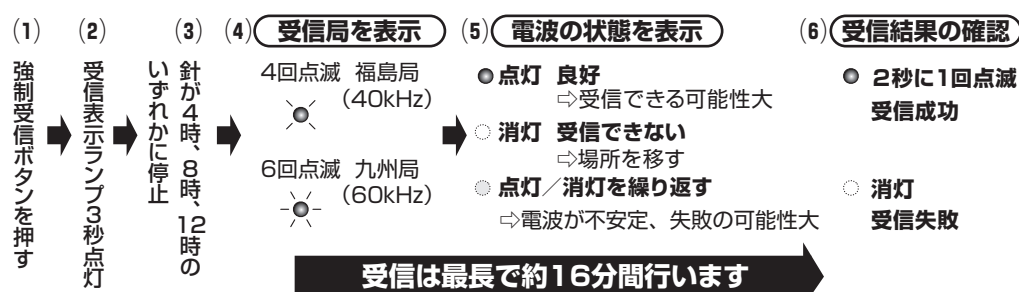 (1)
強制受信ボタンを押す
(2)
受信表示ランプ3秒点灯
(3)
針が4時、8時、12時の
いずれかに停止
(4) 受信局を表示
4回点滅 福島局
(40kHz)
6回点滅 九州局
(60kHz)
(5) 電波の状態を表示
点灯 良好
⇨受信できる可能性大
消灯 受信できない
⇨場所を移す
点灯/消灯を繰り返す
⇨電波が不安定、失敗の可能性大
(6) 受信結果の確認
2秒に1回点滅
受信成功
消灯
受信失敗
受信は最長で約16分間行います